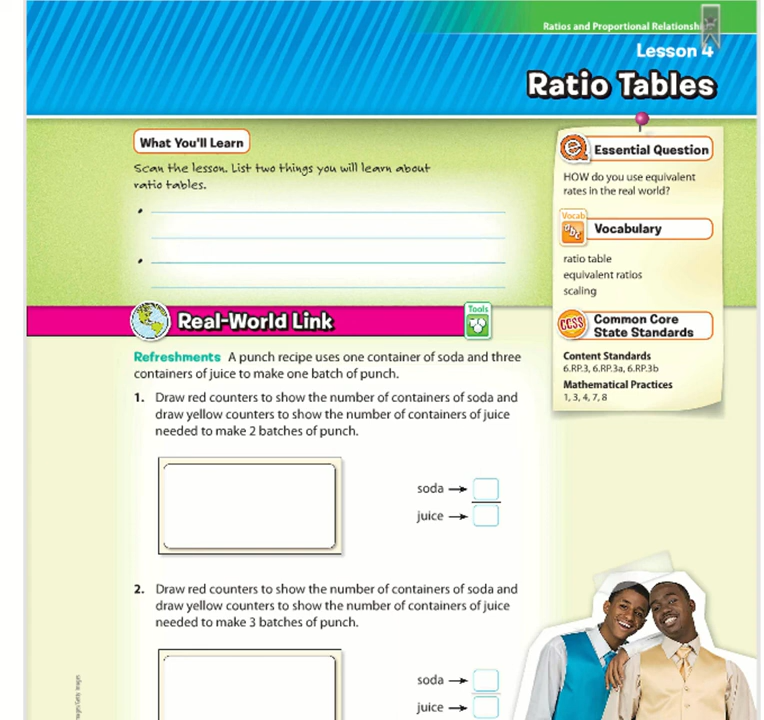 Ratios and Proportional Relationsh
Lesson 4
Ratio Tables
What You'll Learn
Scan the lesson. List two things you will learn about
ratio tables.
•
•
Essential Question
HOW do you use equivalent
rates in the real world?
Vocab
abc
Vocabulary
ratio table
equivalent ratios
scaling
CCSS
Common Core
State Standards
Content Standards
6.RP.3, 6.RP.3a, 6.RP.3b
Mathematical Practices
1, 3, 4, 7, 8
Real-World Link
Tools
Refreshments A punch recipe uses one container of soda and three
containers of juice to make one batch of punch.
1. Draw red counters to show the number of containers of soda and
draw yellow counters to show the number of containers of juice
needed to make 2 batches of punch.
soda →
juice →
2. Draw red counters to show the number of containers of soda and
draw yellow counters to show the number of containers of juice
needed to make 3 batches of punch.
soda →
juice →